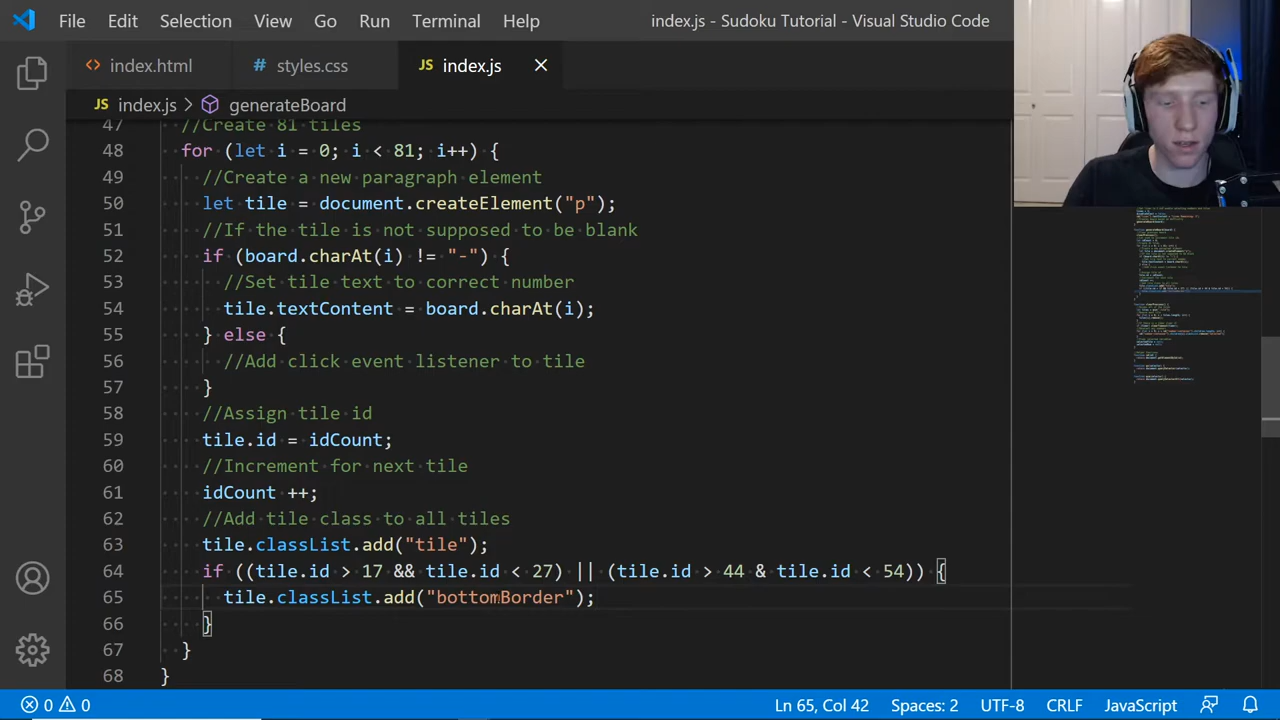 File Edit Selection View Go Run Terminal Help index.js - Sudoku Tutorial - Visual Studio Code
index.html styles.css JS index.js
JS index.js > generateBoard
47 //Create 81 tiles
48 for (let i = 0; i < 81; i++) {
49 //Create a new paragraph element
50 let tile = document.createElement("p");
51 //If the tile is not supposed to be blank
52 if (board.charAt(i) != "-") {
53 //Set tile text to correct number
54 tile.textContent = board.charAt(i);
55 } else {
56 //Add click event listener to tile
57 }
58 //Assign tile id
59 tile.id = idCount;
60 //Increment for next tile
61 idCount ++;
62 //Add tile class to all tiles
63 tile.classList.add("tile");
64 if ((tile.id > 17 && tile.id < 27) || (tile.id > 44 & tile.id < 54)) {
65 tile.classList.add("bottomBorder");
66 }
67 }
68 }
0 0 Ln 65, Col 42 Spaces: 2 UTF-8 CRLF JavaScript